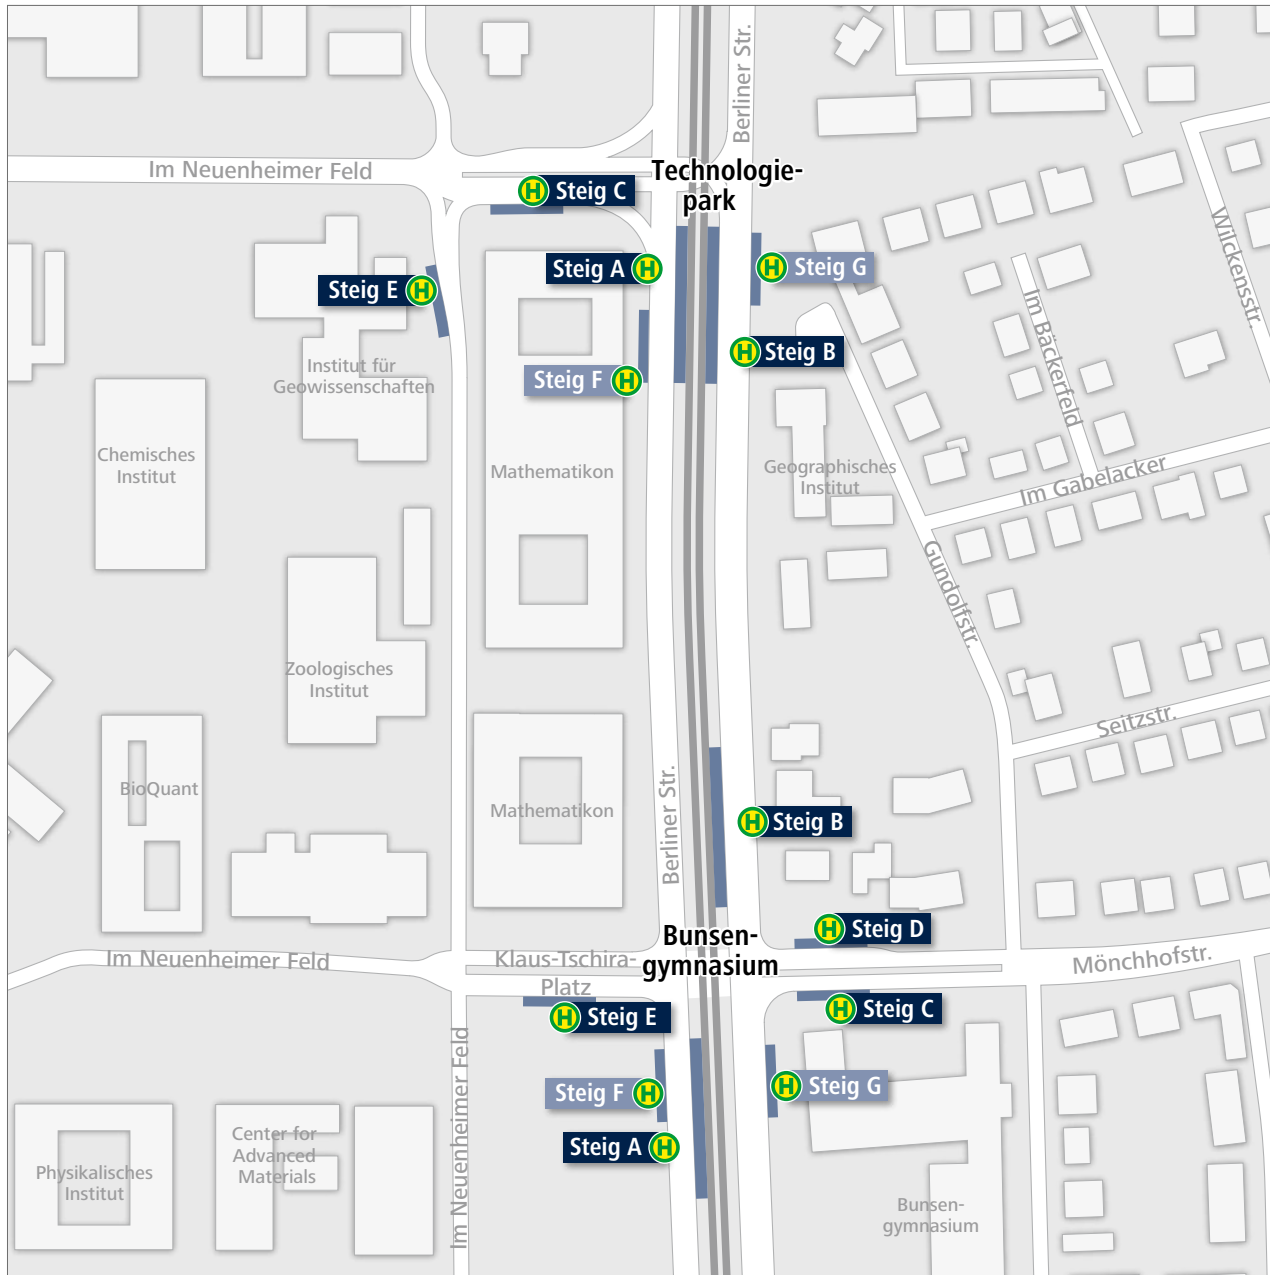 Berliner Str.
Im Neuenheimer Feld
Technologie-
park
H Steig C
Steig A H
H Steig G
Steig E H
Wilckensstr.
Im Bäckerfeld
H Steig B
Institut für
Geowissenschaften
Steig F H
Chemisches
Institut
Mathematikon
Geographisches
Institut
Im Gabelacker
Gundolfstr.
Zoologisches
Institut
Seitzstr.
BioQuant
Mathematikon
Berliner Str.
H Steig B
H Steig D
Bunsen-
gymnasium
Im Neuenheimer Feld
Klaus-Tschira-
Platz
Mönchhofstr.
H Steig E
H Steig C
Im Neuenheimer Feld
Steig F H
H Steig G
Steig A H
Center for
Advanced
Materials
Physikalisches
Institut
Bunsen-
gymnasium